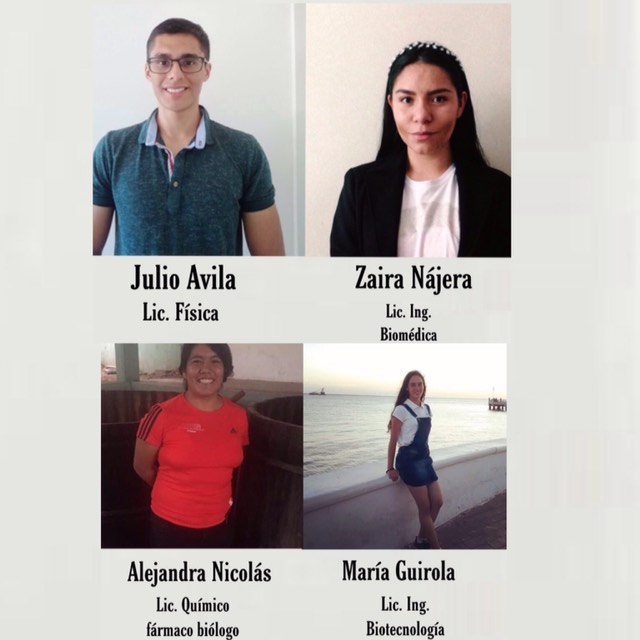 Julio Avila
Lic. Física
Zaira Nájera
Lic. Ing.
Biomédica
Alejandra Nicolás
Lic. Químico
fármaco biólogo
María Guirola
Lic. Ing.
Biotecnología